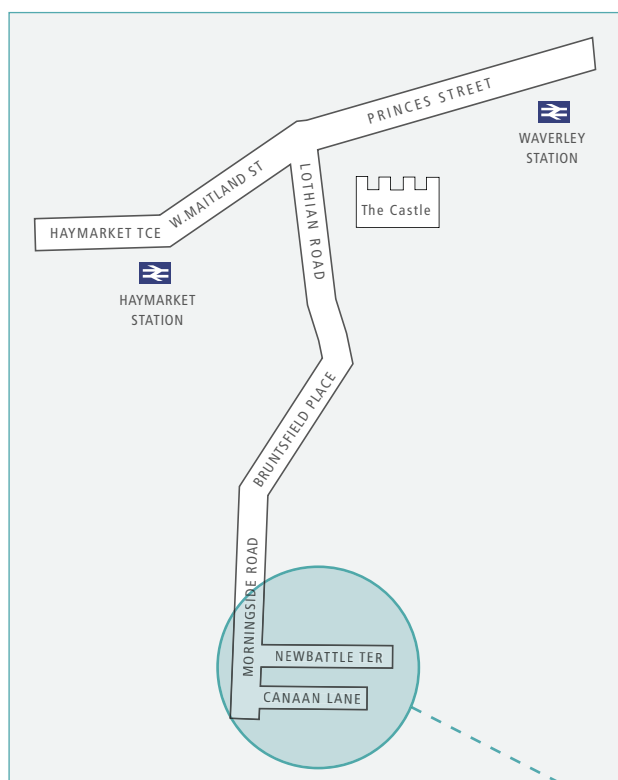 PRINCES STREET
WAVERLEY
STATION
W.MAITLAND ST
LOTHIAN ROAD
The Castle
HAYMARKET TCE
HAYMARKET
STATION
BRUNTSFIELD PLACE
MORNINGSIDE ROAD
NEWBATTLE TER
CANAAN LANE